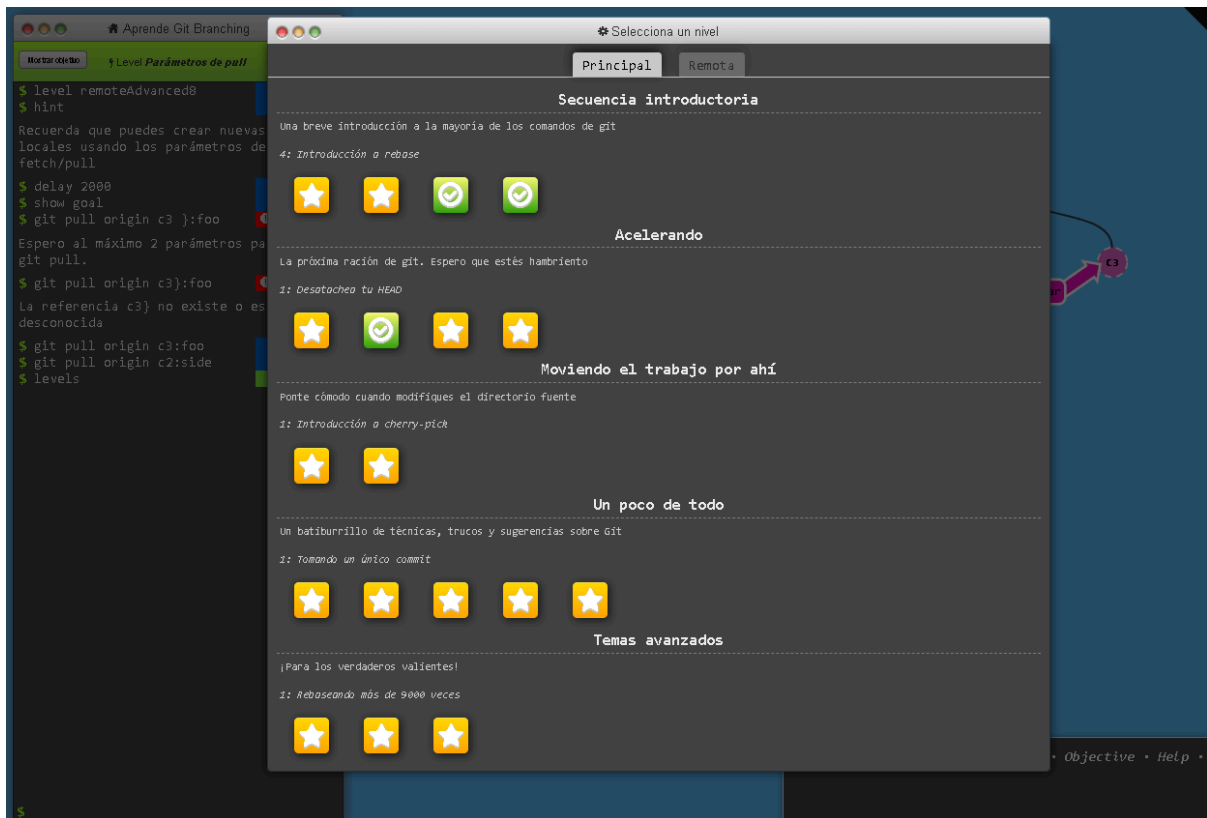 Aprende Git Branching
Mostrar objetivo
Level Parámetros de pull
$ level remoteAdvanced8
$ hint
Recuerda que puedes crear nuevas
locales usando los parámetros de
fetch/pull
$ delay 2000
$ show goal
$ git pull origin c3 }:foo
Espero al máximo 2 parámetros pa
git pull.
$ git pull origin c3}:foo
La referencia c3} no existe o es
desconocida
$ git pull origin c3:foo
$ git pull origin c2:side
$ levels
$
Selecciona un nivel
Principal Remota
Secuencia introductoria
Una breve introducción a la mayoría de los comandos de git
4: Introducción a rebase
Acelerando
La próxima ración de git. Espero que estés hambriento
1: Desatachea tu HEAD
Moviendo el trabajo por ahí
Ponte cómodo cuando modifiques el directorio fuente
1: Introducción a cherry-pick
Un poco de todo
Un batiburrillo de técnicas, trucos y sugerencias sobre Git
1: Tomando un único commit
Temas avanzados
¡Para los verdaderos valientes!
1: Rebaseando más de 9000 veces
C3
ar
• Objective • Help •